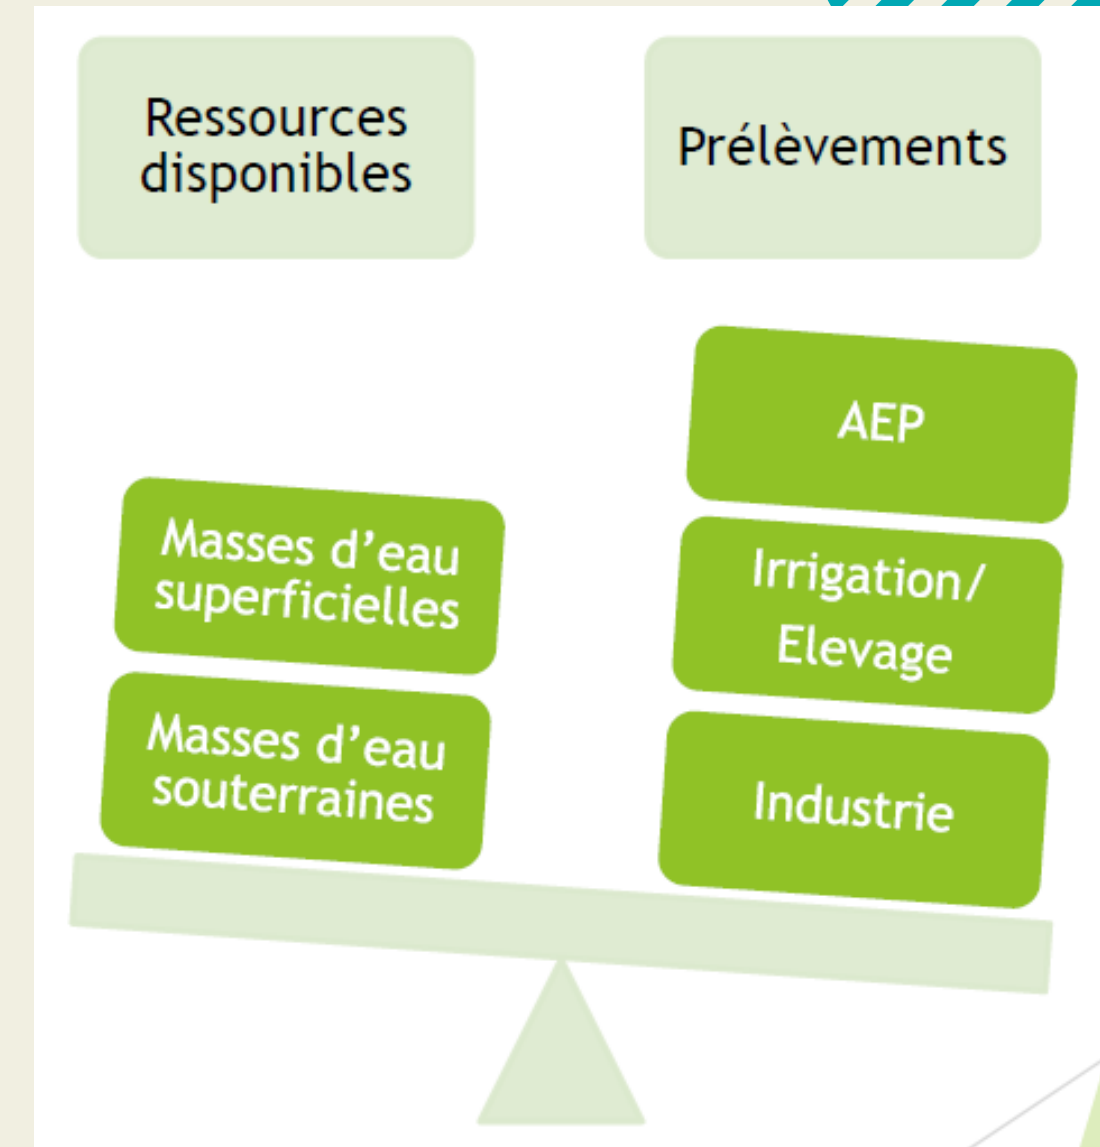 Ressources
disponibles
Prélèvements
AEP
Irrigation/
Elevage
Industrie
Masses d’eau
superficielles
Masses d’eau
souterraines